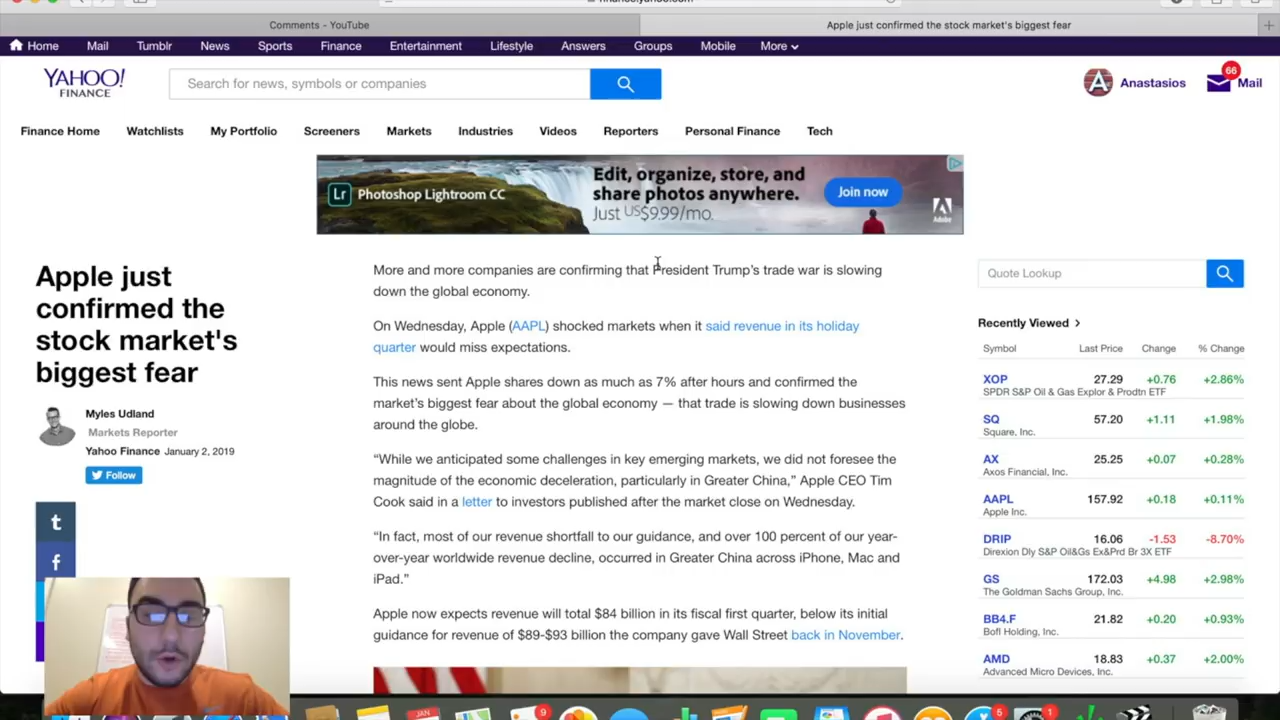 Comments - YouTube
Apple just confirmed the stock market's biggest fear
Home Mail Tumblr News Sports Finance Entertainment Lifestyle Answers Groups Mobile More
YAHOO!
FINANCE
Search for news, symbols or companies
Anastasios
66
Mail
Finance Home Watchlists My Portfolio Screeners Markets Industries Videos Reporters Personal Finance Tech
Lr Photoshop Lightroom CC
Edit, organize, store, and
share photos anywhere.
Just US$9.99/mo.
Join now
Adobe
Apple just
confirmed the
stock market's
biggest fear
Myles Udland
Markets Reporter
Yahoo Finance January 2, 2019
Follow
More and more companies are confirming that President Trump's trade war is slowing
down the global economy.
On Wednesday, Apple (AAPL) shocked markets when it said revenue in its holiday
quarter would miss expectations.
This news sent Apple shares down as much as 7% after hours and confirmed the
market's biggest fear about the global economy — that trade is slowing down businesses
around the globe.
“While we anticipated some challenges in key emerging markets, we did not foresee the
magnitude of the economic deceleration, particularly in Greater China,” Apple CEO Tim
Cook said in a letter to investors published after the market close on Wednesday.
“In fact, most of our revenue shortfall to our guidance, and over 100 percent of our year-
over-year worldwide revenue decline, occurred in Greater China across iPhone, Mac and
iPad.”
Apple now expects revenue will total $84 billion in its fiscal first quarter, below its initial
guidance for revenue of $89-$93 billion the company gave Wall Street back in November.
Quote Lookup
Recently Viewed
Symbol Last Price Change % Change
XOP 27.29 +0.76 +2.86%
SPDR S&P Oil & Gas Explor & Prodtn ETF
SQ 57.20 +1.11 +1.98%
Square, Inc.
AX 25.25 +0.07 +0.28%
Axos Financial, Inc.
AAPL 157.92 +0.18 +0.11%
Apple Inc.
DRIP 16.06 -1.53 -8.70%
Direxion Dly S&P Oil&Gs Ex&Prd Br 3X ETF
GS 172.03 +4.98 +2.98%
The Goldman Sachs Group, Inc.
BB4.F 21.82 +0.20 +0.93%
Bofl Holding, Inc.
AMD 18.83 +0.37 +2.00%
Advanced Micro Devices, Inc.
JAN
9
5
1